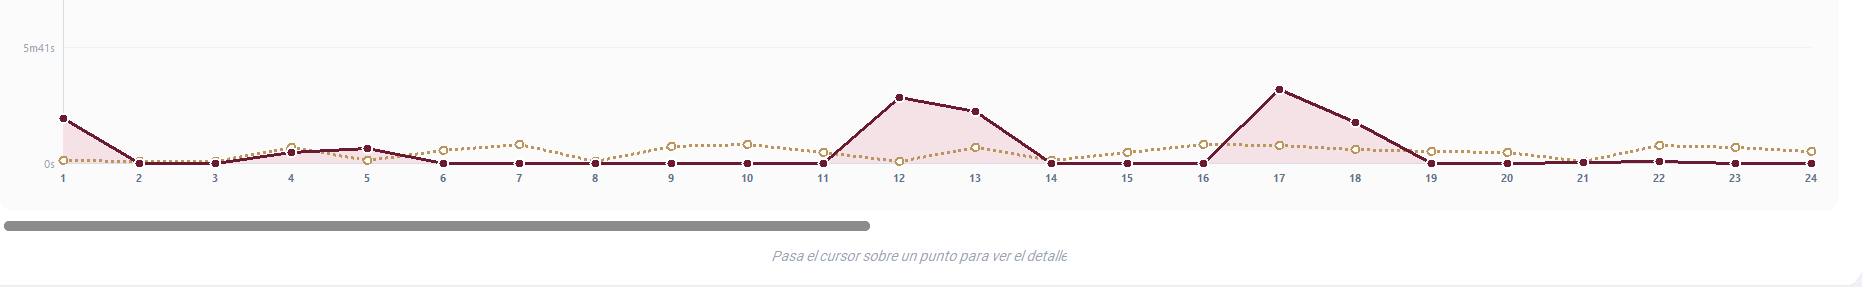 5m41s
0s
1 2 3 4 5 6 7 8 9 10 11 12 13 14 15 16 17 18 19 20 21 22 23 24
Pasa el cursor sobre un punto para ver el detalle